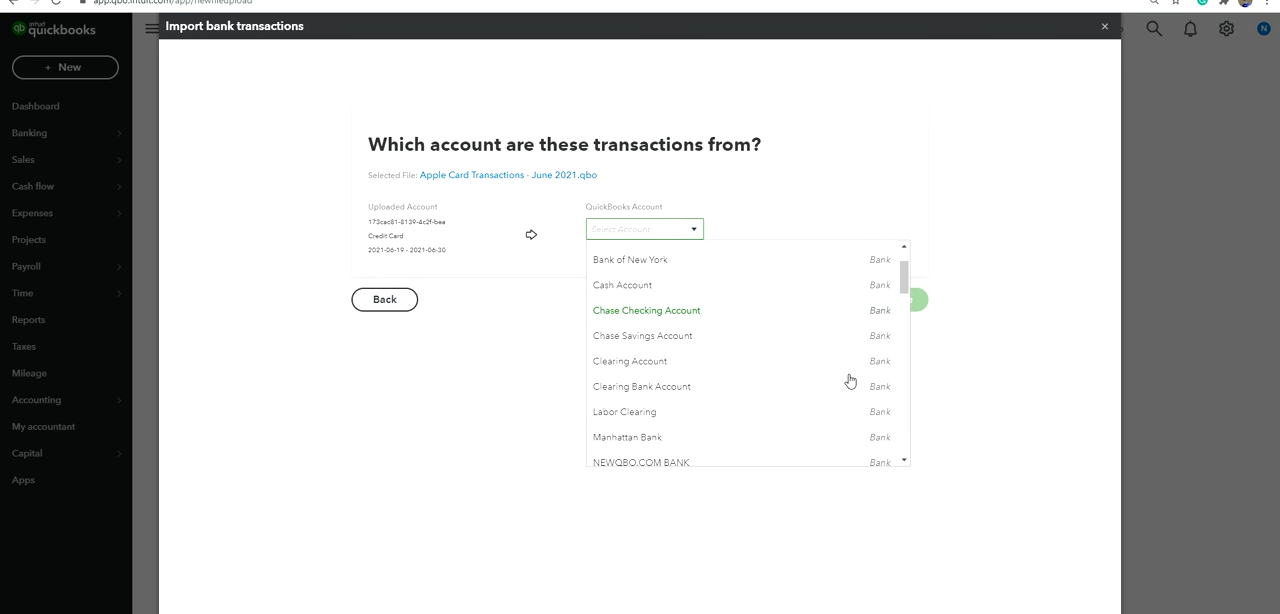 app.qbo.intuit.com/app/newfileupload
Import bank transactions
×
intuit
quickbooks
qb
N
+ New
Dashboard
Banking
Sales
Cash flow
Expenses
Projects
Payroll
Time
Reports
Taxes
Mileage
Accounting
My accountant
Capital
Apps
Which account are these transactions from?
Selected File: Apple Card Transactions - June 2021.qbo
Uploaded Account
173cac81-8139-4c2f-bea
Credit Card
2021-06-19 - 2021-06-30
QuickBooks Account
Select Account
Bank of New York Bank
Cash Account Bank
Chase Checking Account Bank
Chase Savings Account Bank
Clearing Account Bank
Clearing Bank Account Bank
Labor Clearing Bank
Manhattan Bank Bank
NEWQBO.COM BANK Bank
Back